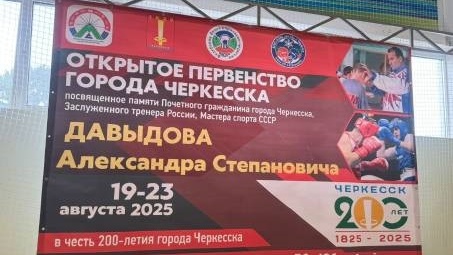 ОТКРЫТОЕ ПЕРВЕНСТВО
ГОРОДА ЧЕРКЕССКА
посвященное памяти Почетного гражданина города Черкесска,
Заслуженного тренера России, Мастера спорта СССР
ДАВЫДОВА
Александра Степановича
19-23
августа 2025
ЧЕРКЕССК
200 ЛЕТ
1825 - 2025
в честь 200-летия города Черкесска